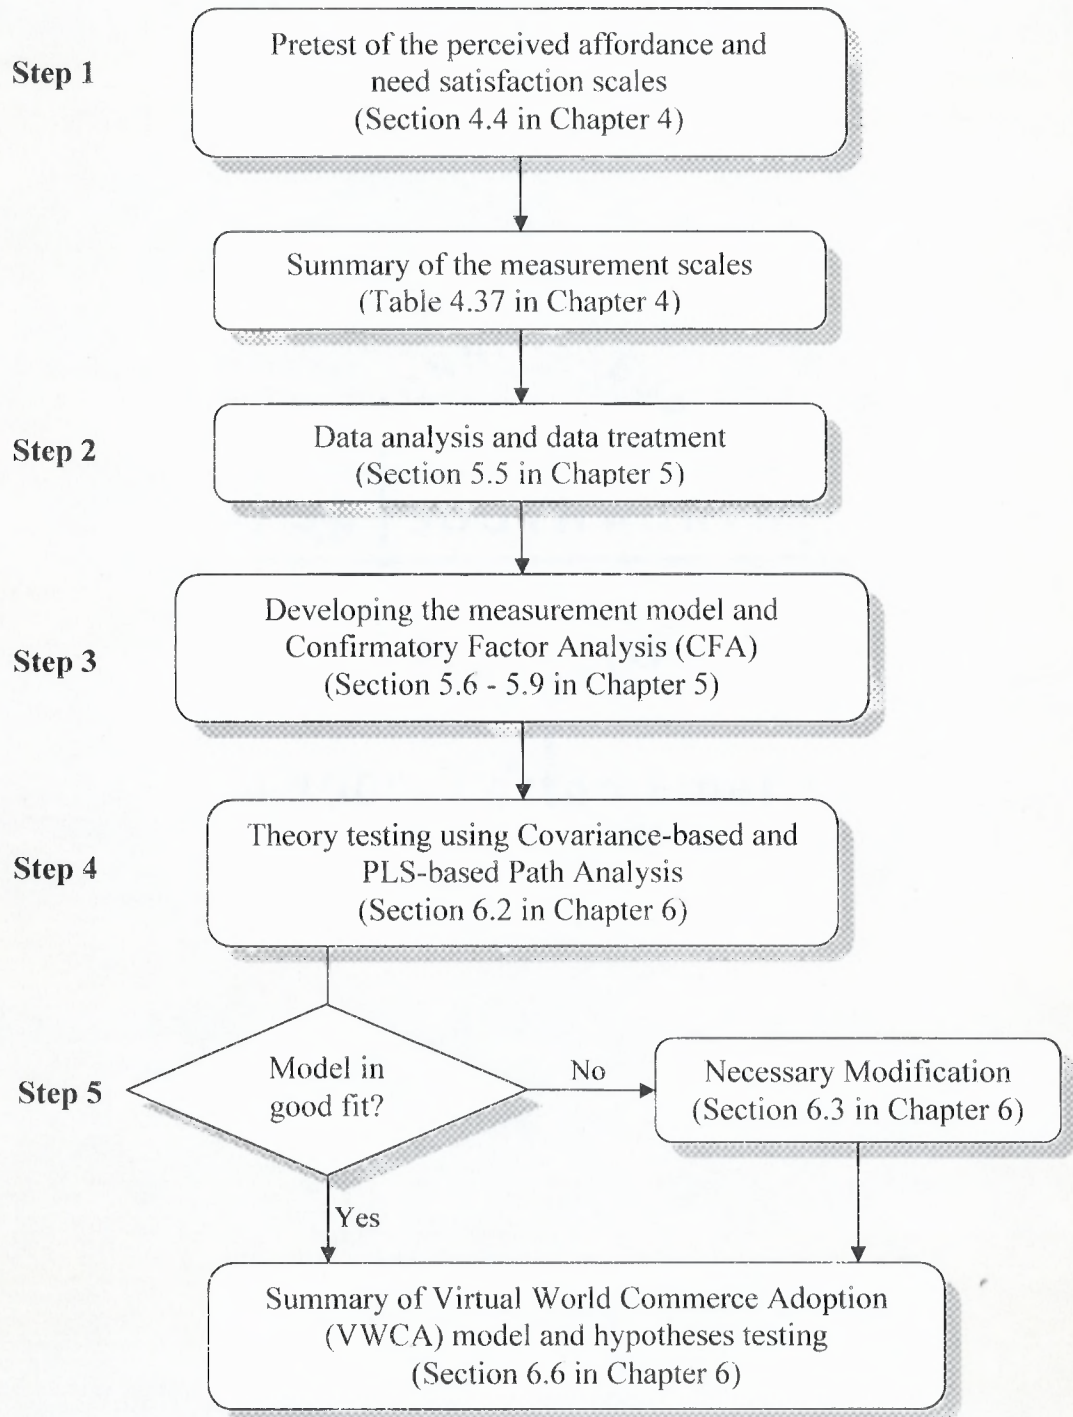 Step 1
Pretest of the perceived affordance and
need satisfaction scales
(Section 4.4 in Chapter 4)
Summary of the measurement scales
(Table 4.37 in Chapter 4)
Step 2
Data analysis and data treatment
(Section 5.5 in Chapter 5)
Step 3
Developing the measurement model and
Confirmatory Factor Analysis (CFA)
(Section 5.6 - 5.9 in Chapter 5)
Step 4
Theory testing using Covariance-based and
PLS-based Path Analysis
(Section 6.2 in Chapter 6)
Step 5
Model in
good fit?
No
Necessary Modification
(Section 6.3 in Chapter 6)
Yes
Summary of Virtual World Commerce Adoption
(VWCA) model and hypotheses testing
(Section 6.6 in Chapter 6)